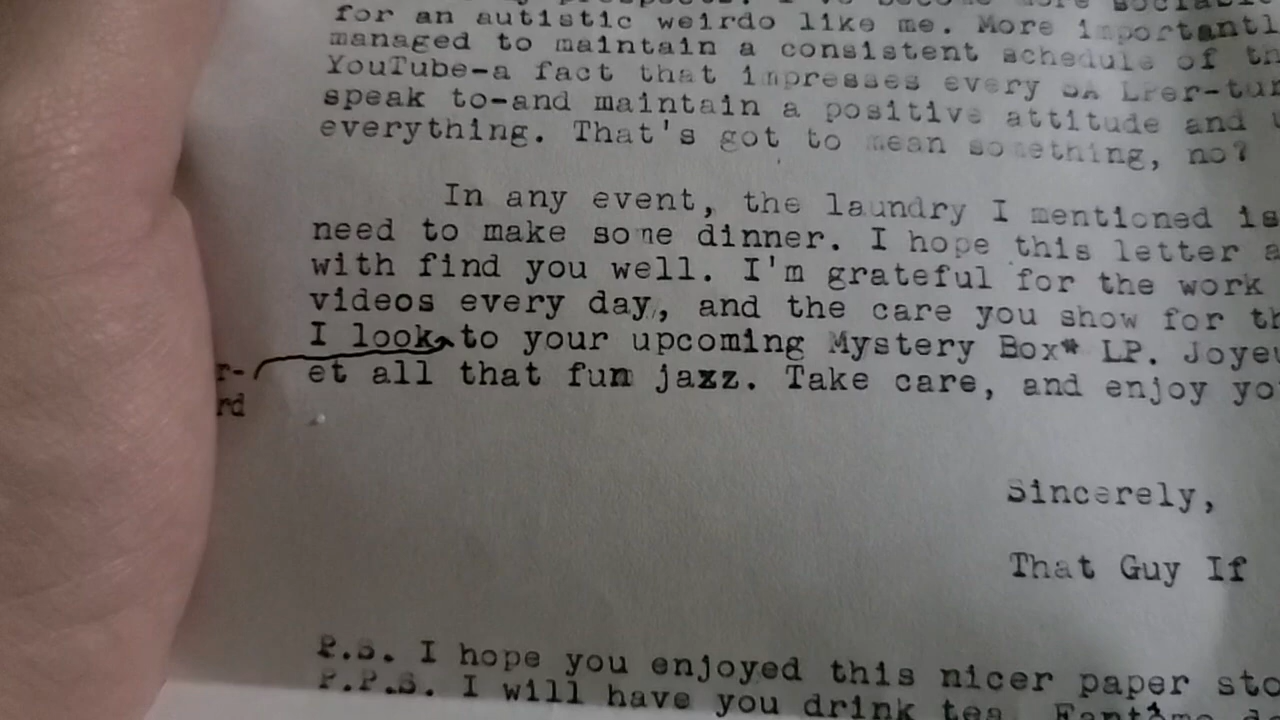 for an autistic weirdo like me. More importantl
managed to maintain a consistent schedule of th
YouTube-a fact that impresses every SA LPer-tur
speak to-and maintain a positive attitude and t
everything. That's got to mean something, no?
In any event, the laundry I mentioned is
need to make some dinner. I hope this letter a
with find you well. I'm grateful for the work
videos every day, and the care you show for th
I look to your upcoming Mystery Box* LP. Joye
r-
et all that fun jazz. Take care, and enjoy yo
rd
Sincerely,
That Guy If
P.S. I hope you enjoyed this nicer paper sto
P.P.S. I will have you drink tea.